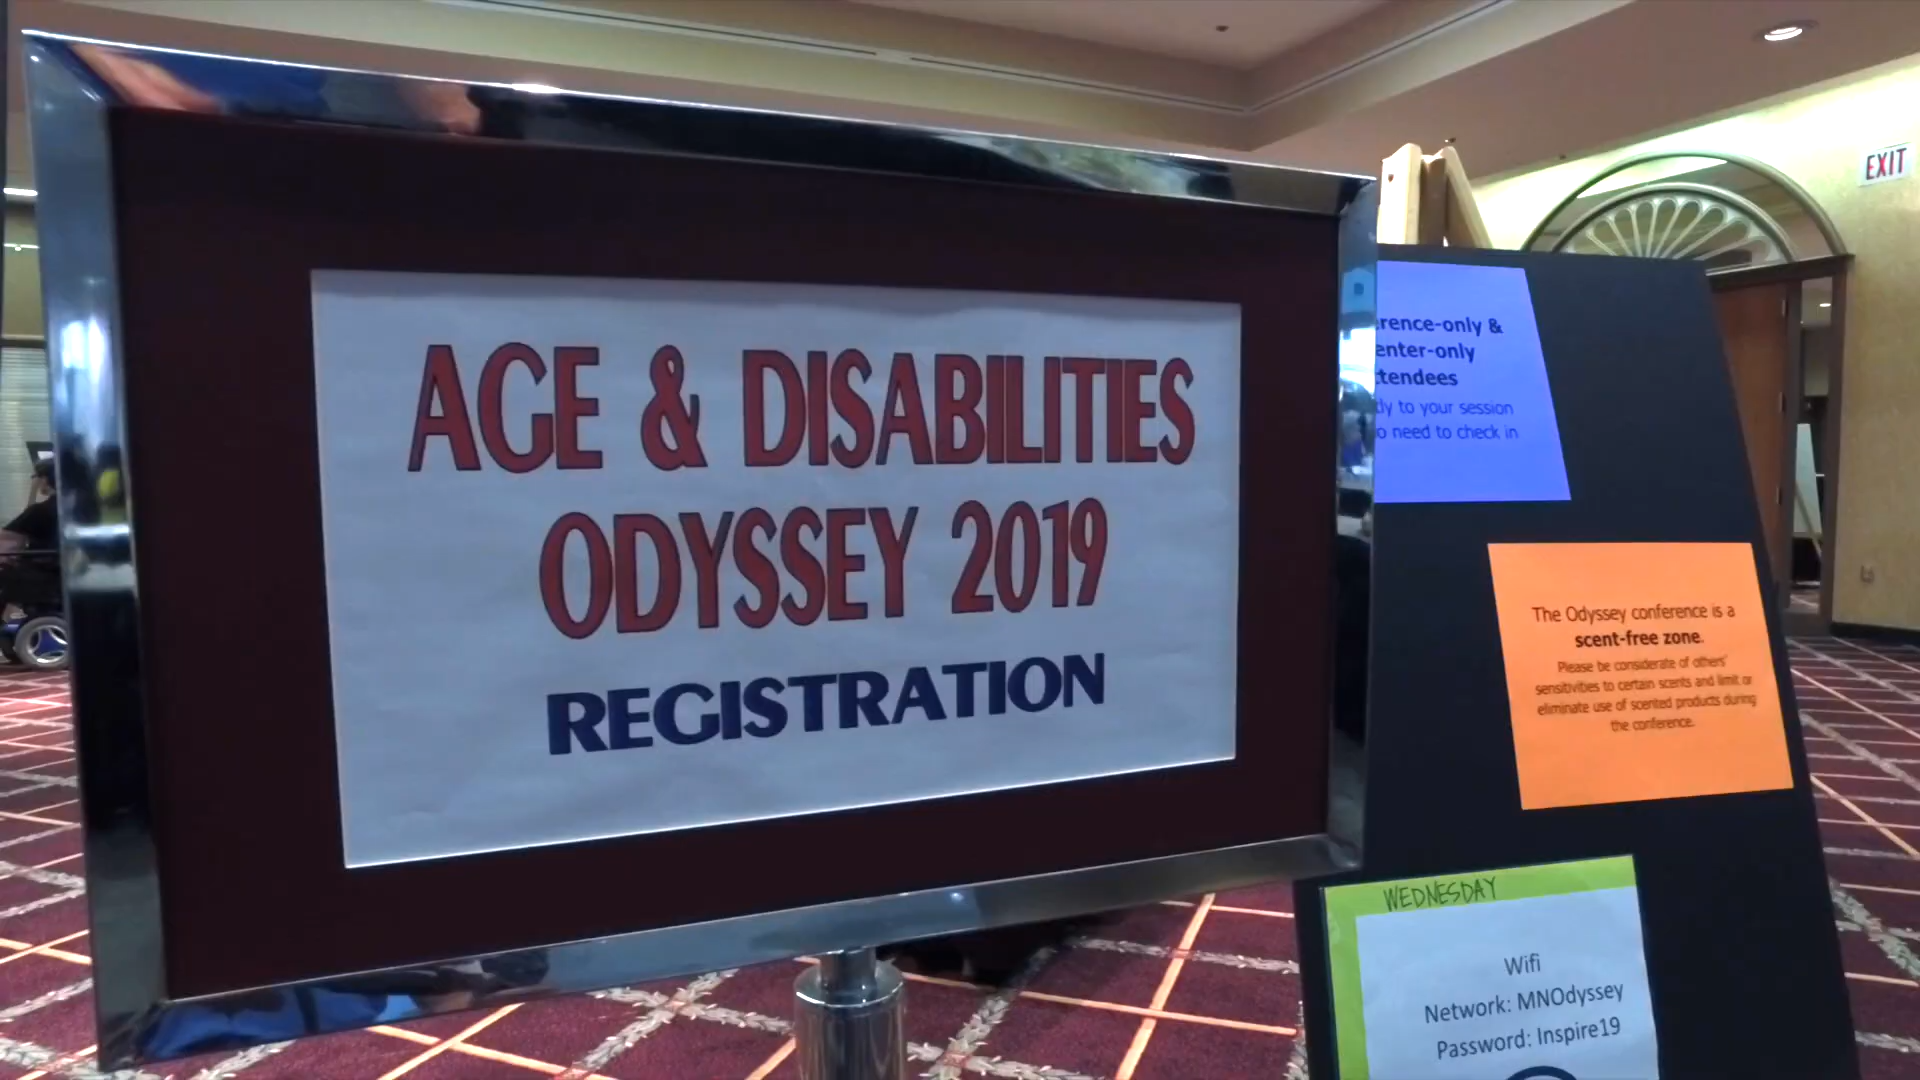 AGE & DISABILITIES
ODYSSEY 2019
REGISTRATION
EXIT
rence-only &
enter-only
tendees
tly to your session
o need to check in
The Odyssey conference is a
scent-free zone.
Please be considerate of others'
sensitivities to certain scents and limit or
eliminate use of scented products during
the conference.
WEDNESDAY
Wifi
Network: MNOdyssey
Password: Inspire19